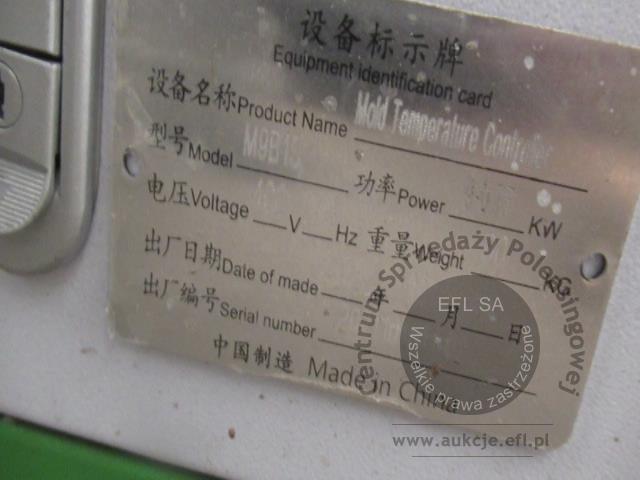 设备标示牌
Equipment identification card
设备名称Product Name Mold Temperature Controller
型号Model M9B15 功率Power KW
电压Voltage V Hz 重量Weight KG
出厂日期Date of made 年 月 日
出厂编号Serial number
中国制造 Made in China
Centrum Sprzedaży Poleasingowej
EFL SA
Wszelkie prawa zastrzeżone
www.aukcje.efl.pl